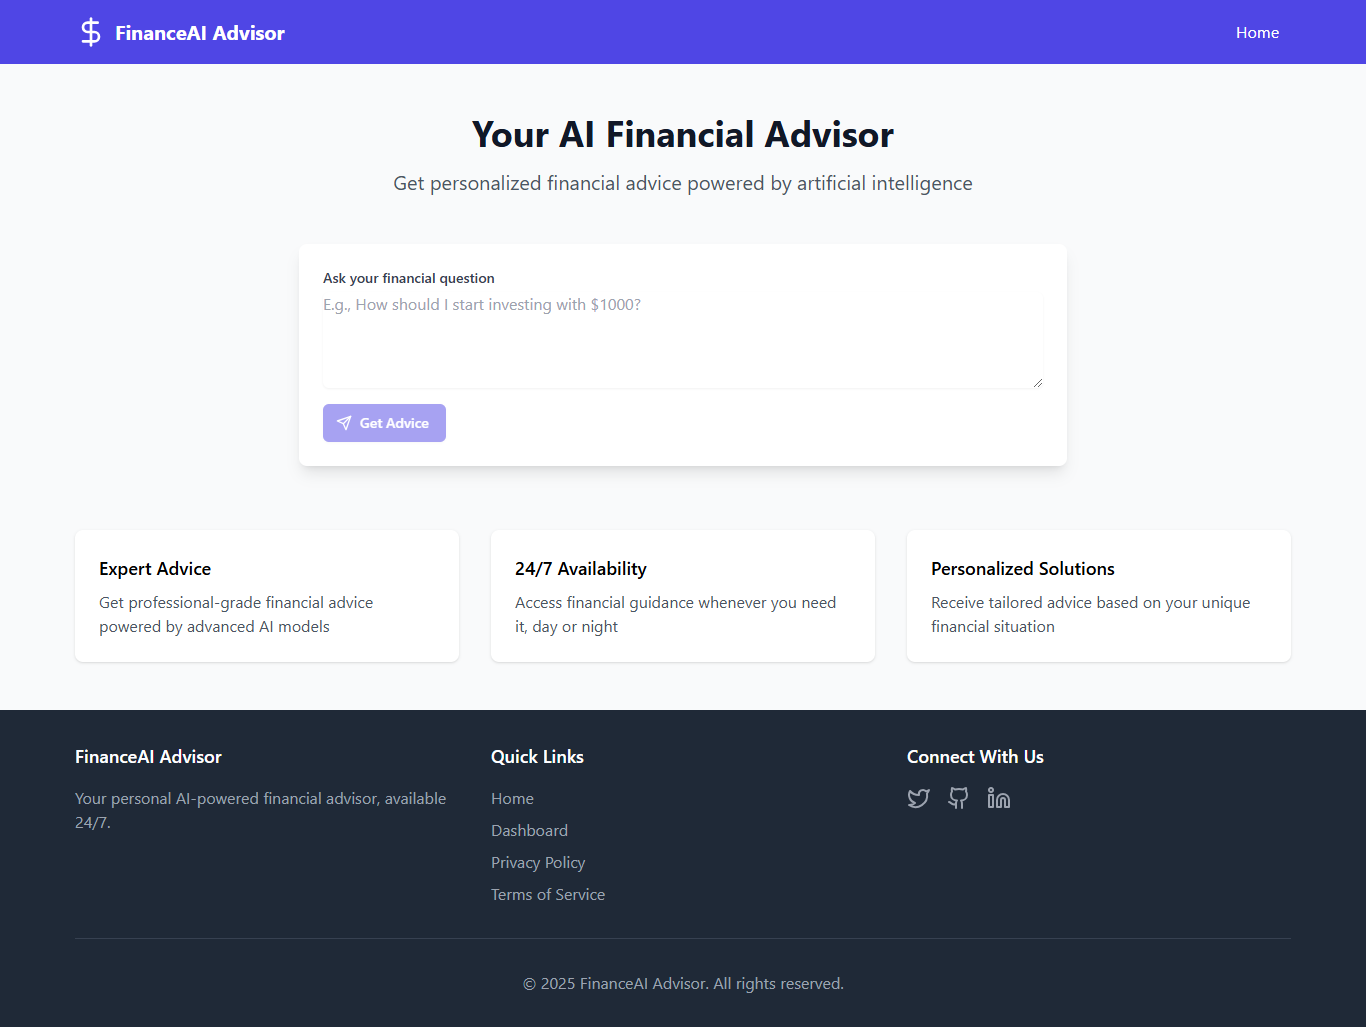 FinanceAI Advisor
Home
Your AI Financial Advisor
Get personalized financial advice powered by artificial intelligence
Ask your financial question
E.g., How should I start investing with $1000?
Get Advice
Expert Advice
Get professional-grade financial advice
powered by advanced AI models
24/7 Availability
Access financial guidance whenever you need
it, day or night
Personalized Solutions
Receive tailored advice based on your unique
financial situation
FinanceAI Advisor
Your personal AI-powered financial advisor, available
24/7.
Quick Links
Home
Dashboard
Privacy Policy
Terms of Service
Connect With Us
© 2025 FinanceAI Advisor. All rights reserved.